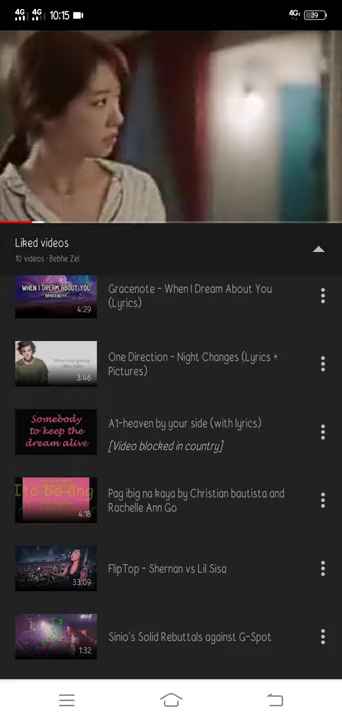 4G 4G 10:15
4G 39
Liked videos
10 videos · Bebhe Zel
WHEN I DREAM ABOUT YOU
GRACENOTE
4:29
Gracenote - When I Dream About You
(Lyrics)
3:46
One Direction - Night Changes (Lyrics +
Pictures)
Somebody
to keep the
dream alive
A1-heaven by your side (with lyrics)
[Video blocked in country]
4:18
Pag ibig na kaya by Christian bautista and
Rachelle Ann Go
33:09
FlipTop - Shernan vs Lil Sisa
1:32
Sinio's Solid Rebuttals against G-Spot